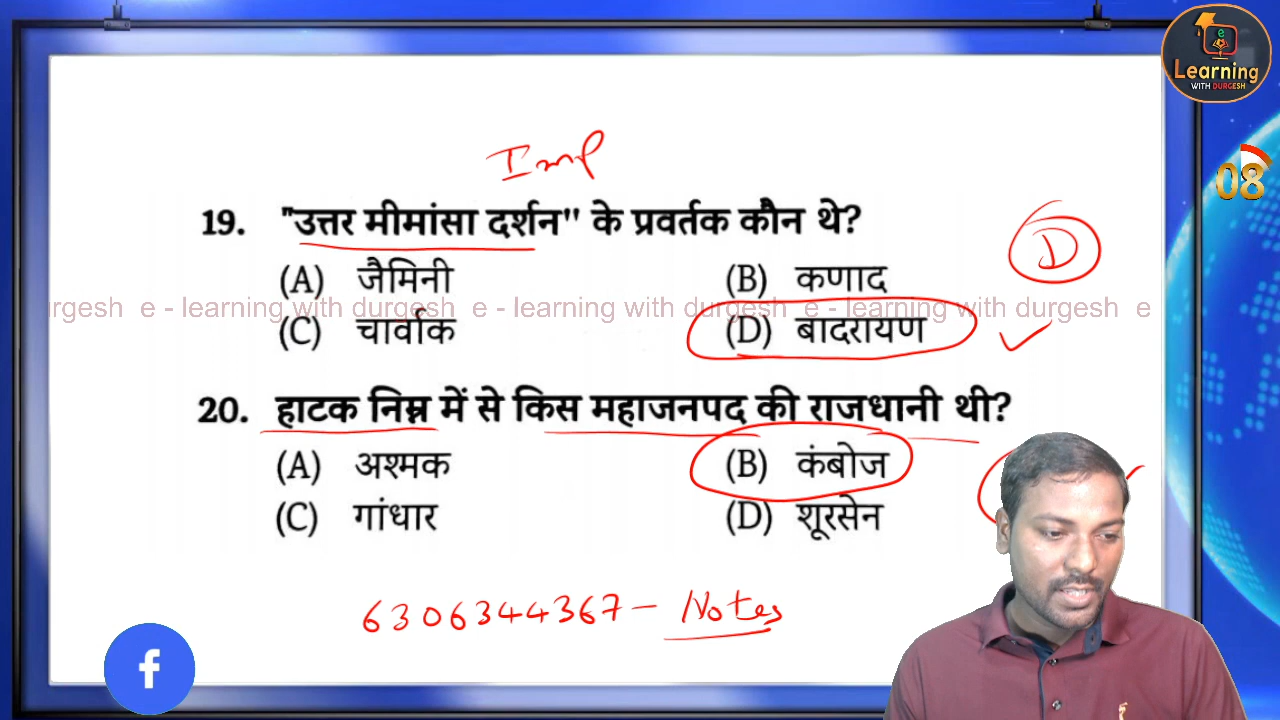 e
Learning
WITH DURGESH
08
Imp
19. "उत्तर मीमांसा दर्शन'' के प्रवर्तक कौन थे?
D
(A) जैमिनी (B) कणाद
urgesh e - learning with durgesh e - learning with durgesh e - learning with durgesh e
(C) चार्वाक (D) बादरायण
20. हाटक निम्न में से किस महाजनपद की राजधानी थी?
(A) अश्मक (B) कंबोज
(C) गांधार (D) शूरसेन
6306344367 - Notes
f